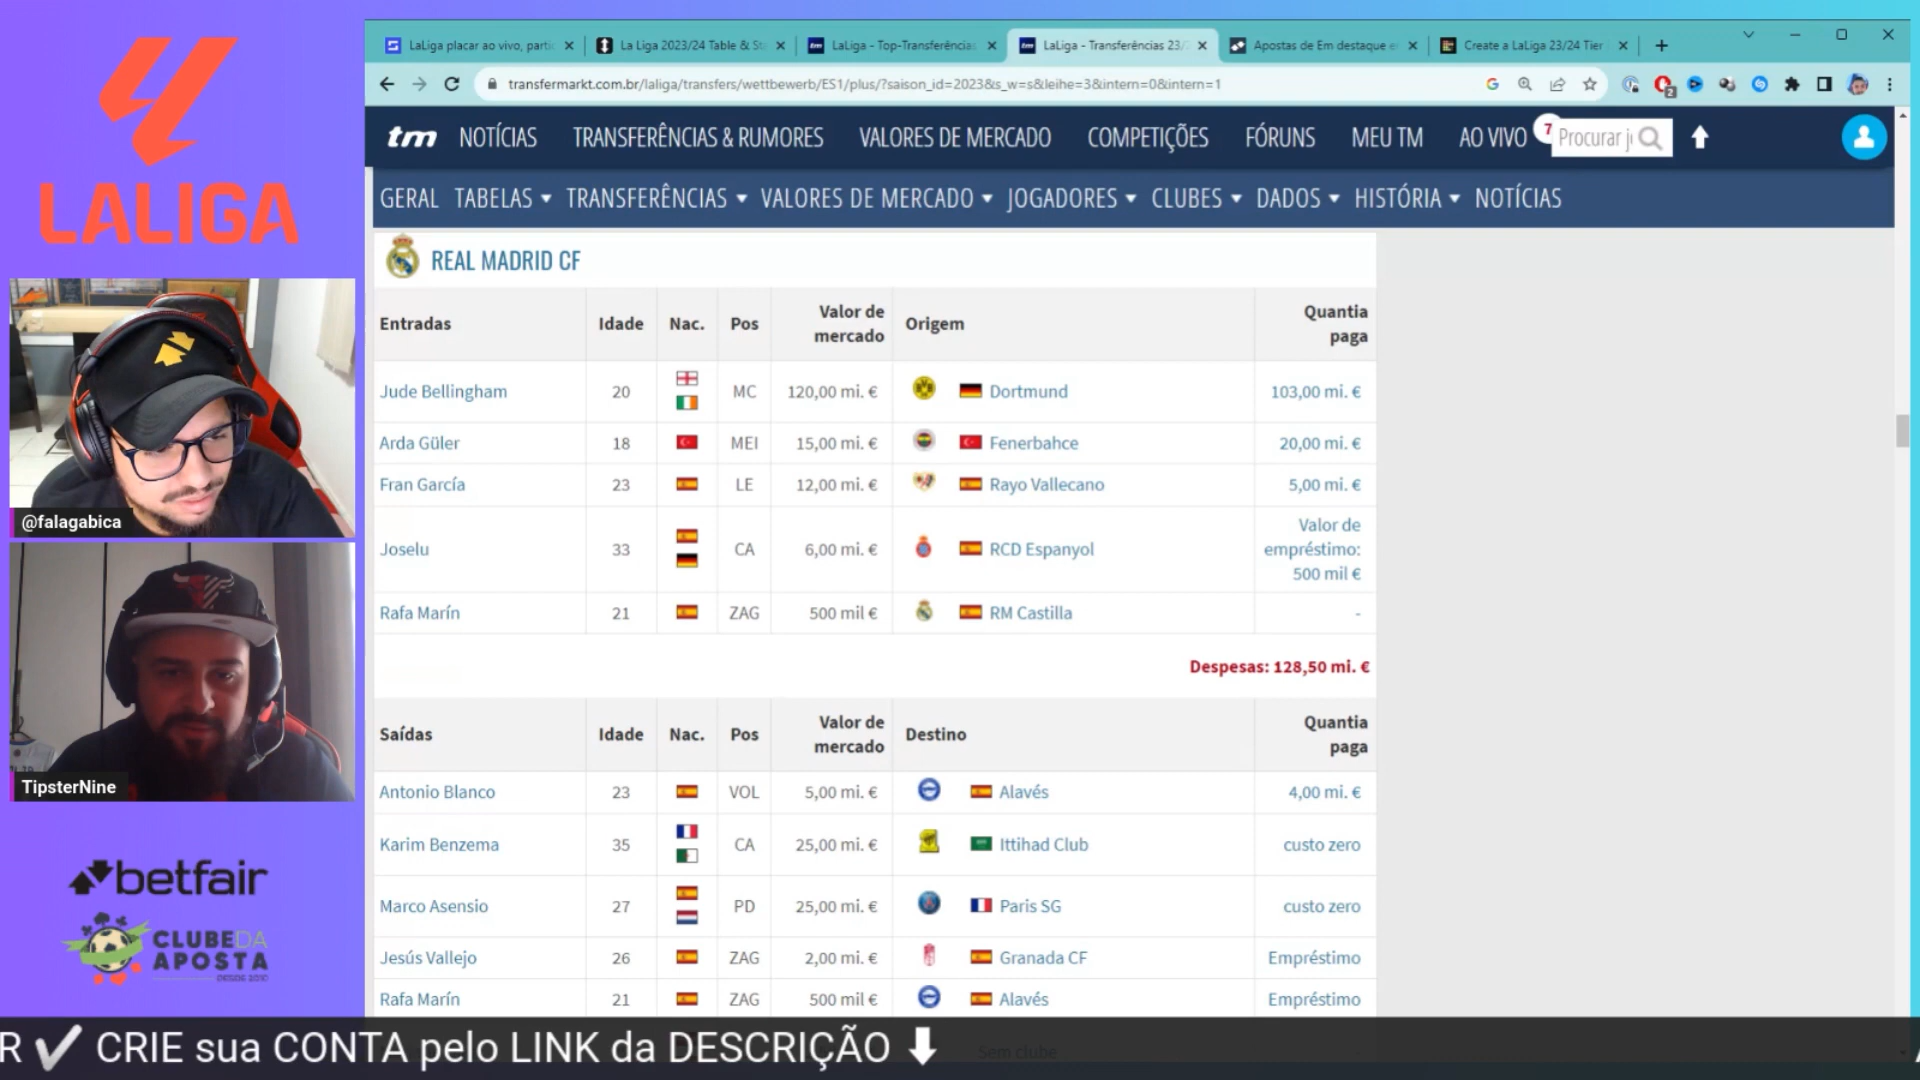 LALIGA
@falagabica
TipsterNine
betfair
CLUBE DA
APOSTA
DESDE 2010
LaLiga placar ao vivo, partic
La Liga 2023/24 Table & St
LaLiga - Top-Transferências
LaLiga - Transferências 23/
Apostas de Em destaque e
Create a LaLiga 23/24 Tier
transfermarkt.com.br/laliga/transfers/wettbewerb/ES1/plus/?saison_id=2023&s_w=s&leihe=3&intern=0&intern=1
2
tm NOTÍCIAS TRANSFERÊNCIAS & RUMORES VALORES DE MERCADO COMPETIÇÕES FÓRUNS MEU TM AO VIVO 7 Procurar j
GERAL TABELAS TRANSFERÊNCIAS VALORES DE MERCADO JOGADORES CLUBES DADOS HISTÓRIA NOTÍCIAS
REAL MADRID CF
Entradas Idade Nac. Pos Valor de mercado Origem Quantia paga
Jude Bellingham 20 MC 120,00 mi. € Dortmund 103,00 mi. €
Arda Güler 18 MEI 15,00 mi. € Fenerbahce 20,00 mi. €
Fran García 23 LE 12,00 mi. € Rayo Vallecano 5,00 mi. €
Joselu 33 CA 6,00 mi. € RCD Espanyol Valor de empréstimo: 500 mil €
Rafa Marín 21 ZAG 500 mil € RM Castilla -
Despesas: 128,50 mi. €
Saídas Idade Nac. Pos Valor de mercado Destino Quantia paga
Antonio Blanco 23 VOL 5,00 mi. € Alavés 4,00 mi. €
Karim Benzema 35 CA 25,00 mi. € Ittihad Club custo zero
Marco Asensio 27 PD 25,00 mi. € Paris SG custo zero
Jesús Vallejo 26 ZAG 2,00 mi. € Granada CF Empréstimo
Rafa Marín 21 ZAG 500 mil € Alavés Empréstimo
Sem clube
R ✔ CRIE sua CONTA pelo LINK da DESCRIÇÃO ⬇